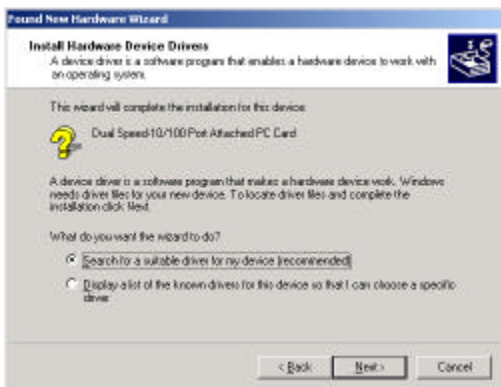 Found New Hardware Wizard
Install Hardware Device Drivers
A device driver is a software program that enables a hardware device to work with
an operating system.
This wizard will complete the installation for this device:
Dual Speed-10/100 Port Attached PC Card
A device driver is a software program that makes a hardware device work. Windows
needs driver files for your new device. To locate driver files and complete the
installation click Next.
What do you want the wizard to do?
Search for a suitable driver for my device (recommended)
Display a list of the known drivers for this device so that I can choose a specific
driver
< Back
Next >
Cancel